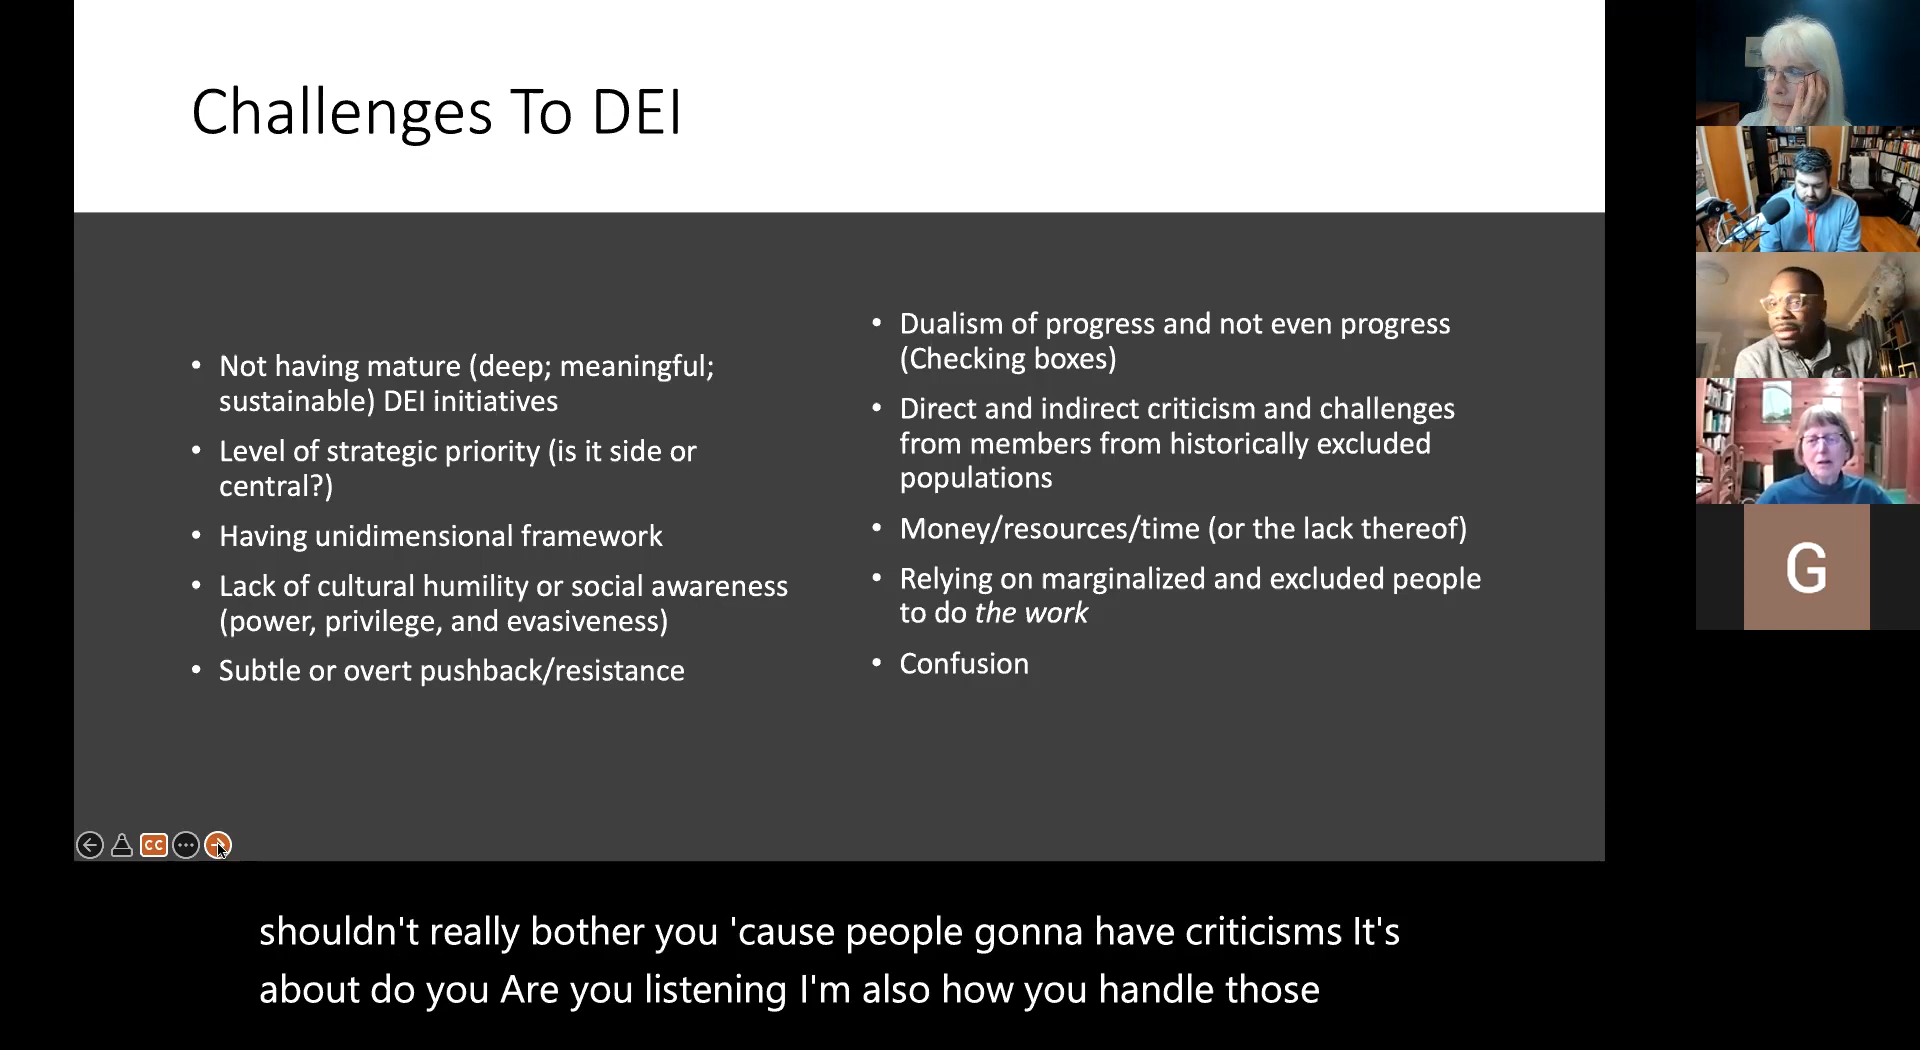 Challenges To DEI
• Not having mature (deep; meaningful;
sustainable) DEI initiatives
• Level of strategic priority (is it side or
central?)
• Having unidimensional framework
• Lack of cultural humility or social awareness
(power, privilege, and evasiveness)
• Subtle or overt pushback/resistance
• Dualism of progress and not even progress
(Checking boxes)
• Direct and indirect criticism and challenges
from members from historically excluded
populations
• Money/resources/time (or the lack thereof)
• Relying on marginalized and excluded people
to do the work
• Confusion
CC
shouldn't really bother you 'cause people gonna have criticisms It's
about do you Are you listening I'm also how you handle those
G